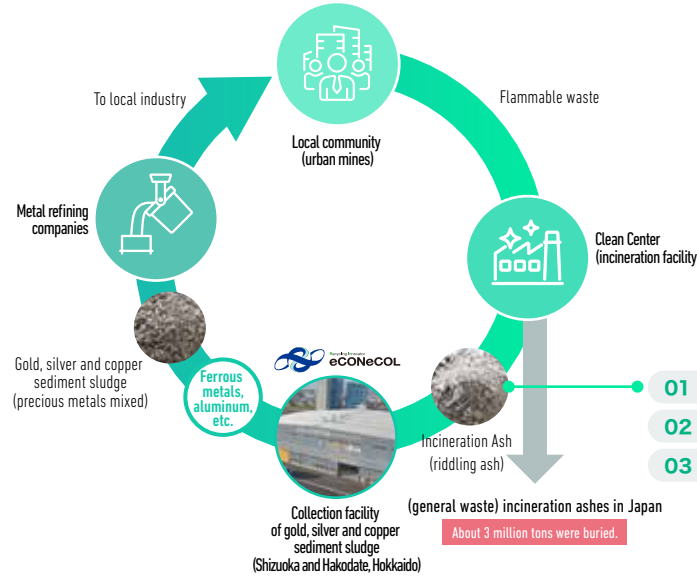 To local industry
Flammable waste
Local community
(urban mines)
Metal refining
companies
Clean Center
(incineration facility
Gold, silver and copper
sediment sludge
(precious metals mixed)
Ferrous
metals,
aluminum,
etc.
Recycling Innovator
eCONeCOL
Incineration Ash
(riddling ash)
01
02
03
Collection facility
of gold, silver and copper
sediment sludge
(Shizuoka and Hakodate, Hokkaido)
(general waste) incineration ashes in Japan
About 3 million tons were buried.